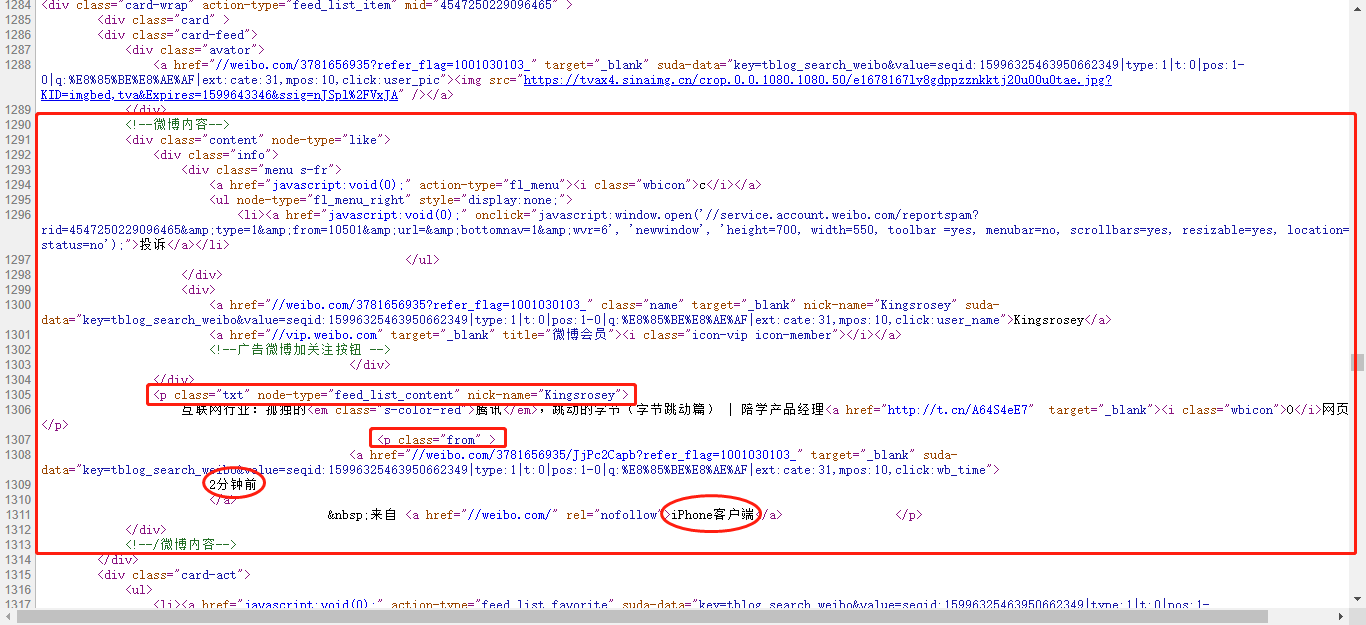 1284 <div class="card-wrap" action-type="feed_list_item" mid="4547250229096465" >
1285 <div class="card" >
1286 <div class="card-feed">
1287 <div class="avator">
1288 <a href="//weibo.com/3781656935?refer_flag=1001030103_" target="_blank" suda-data="key=tblog_search_weibo&value=seqid:15996325463950662349|type:1|t:0|pos:1-
0|q:%E8%85%BE%E8%AE%AF|ext:cate:31,mpos:10,click:user_pic"><img src="https://tvax4.sinaimg.cn/crop.0.0.1080.1080.50/e1678167ly8gdppzznkktj20u00u0tae.jpg?
KID=imgbed,tva&Expires=1599643346&ssig=nJSpl%2FVxJA" /></a>
1289 </div>
1290 <!--微博内容-->
1291 <div class="content" node-type="like">
1292 <div class="info">
1293 <div class="menu s-fr">
1294 <a href="javascript:void(0);" action-type="fl_menu"><i class="wbicon">c</i></a>
1295 <ul node-type="fl_menu_right" style="display:none;">
1296 <li><a href="javascript:void(0);" onclick="javascript:window.open('//service.account.weibo.com/reportspam?
rid=4547250229096465&amp;type=1&amp;from=10501&amp;url=&amp;bottomnav=1&amp;wvr=6', 'newwindow', 'height=700, width=550, toolbar =yes, menubar=no, scrollbars=yes, resizable=yes, location=
status=no');">投诉</a></li>
1297 </ul>
1298 </div>
1299 <div>
1300 <a href="//weibo.com/3781656935?refer_flag=1001030103_" class="name" target="_blank" nick-name="Kingsrosey" suda-
data="key=tblog_search_weibo&value=seqid:15996325463950662349|type:1|t:0|pos:1-0|q:%E8%85%BE%E8%AE%AF|ext:cate:31,mpos:10,click:user_name">Kingsrosey</a>
1301 <a href="//vip.weibo.com" target="_blank" title="微博会员"><i class="icon-vip icon-member"></i></a>
1302 <!--广告微博加关注按钮 -->
1303 </div>
1304 </div>
1305 <p class="txt" node-type="feed_list_content" nick-name="Kingsrosey">
1306 互联网行业：孤独的<em class="s-color-red">腾讯</em>，跳动的字节（字节跳动篇） | 陪学产品经理<a href="http://t.cn/A64S4eE7" target="_blank"><i class="wbicon">O</i>网页
</p>
1307 <p class="from" >
1308 <a href="//weibo.com/3781656935/JjPc2Capb?refer_flag=1001030103_" target="_blank" suda-
data="key=tblog_search_weibo&value=seqid:15996325463950662349|type:1|t:0|pos:1-0|q:%E8%85%BE%E8%AE%AF|ext:cate:31,mpos:10,click:wb_time">
1309 2分钟前
1310 </a>
1311 &nbsp;来自 <a href="//weibo.com/" rel="nofollow">iPhone客户端</a> </p>
1312 </div>
1313 <!--/微博内容-->
1314 </div>
1315 <div class="card-act">
1316 <ul>
1317 <li><a href="javascript:void(0);" action-type="feed_list_favorite" suda-data="key=tblog_search_weibo&value=seqid:15996325463950662349|type:1|t:0|pos:1-